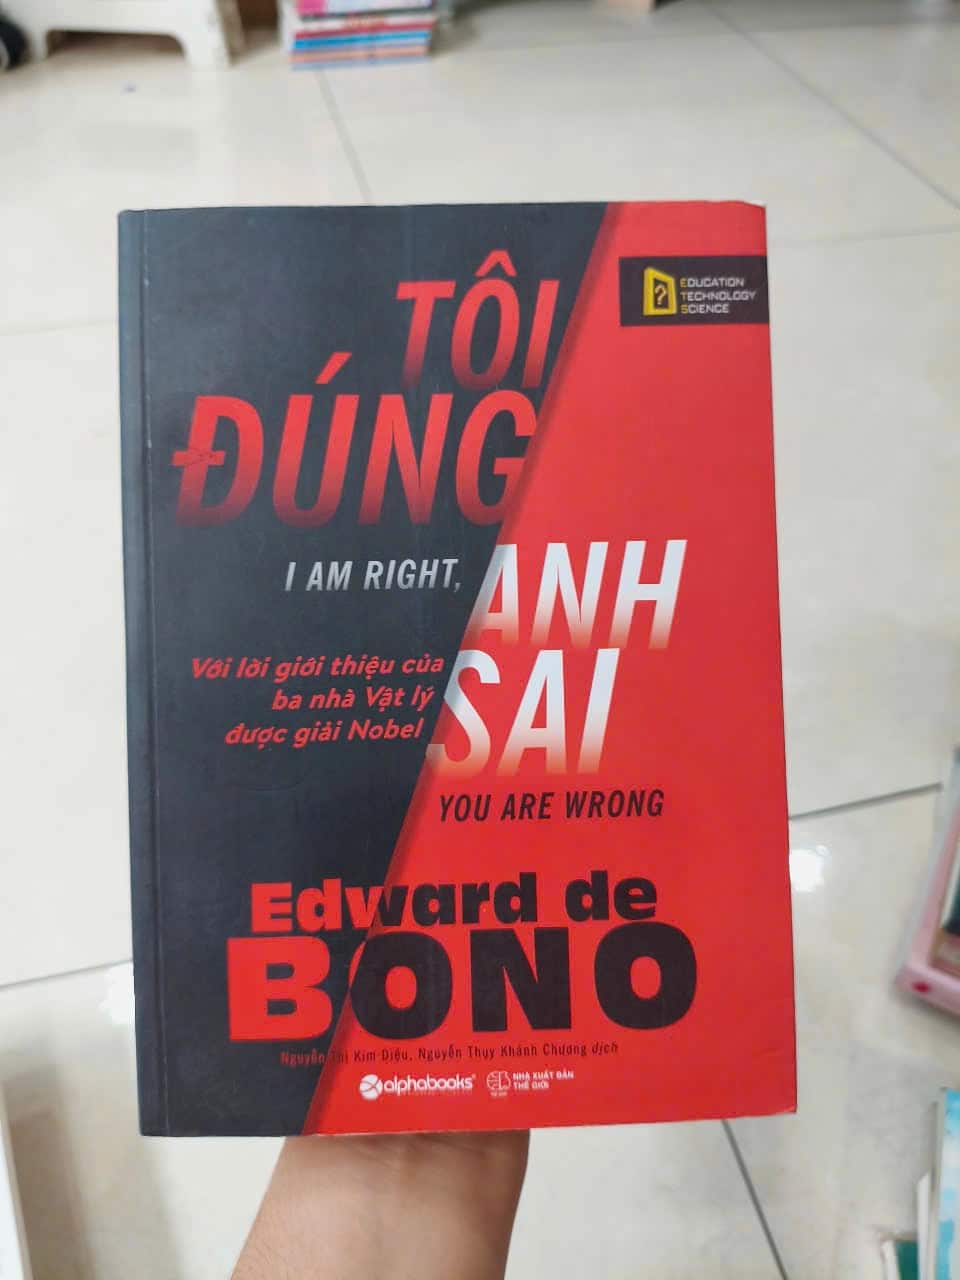 EDUCATION
TECHNOLOGY
SCIENCE
TÔI
ĐÚNG
I AM RIGHT,
ANH
SAI
YOU ARE WRONG
Với lời giới thiệu của
ba nhà Vật lý
được giải Nobel
Edward de
BONO
Nguyễn Thị Kim Diệu, Nguyễn Thụy Khánh Chương dịch
alphabooks
NHÀ XUẤT BẢN
THẾ GIỚI